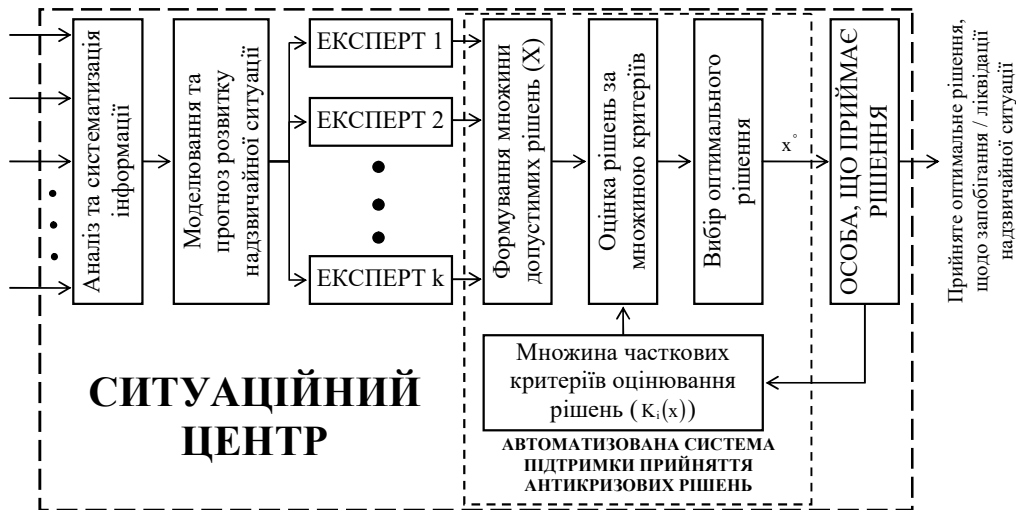 Аналіз та систематизація
інформації
Моделювання та
прогноз розвитку
надзвичайної ситуації
ЕКСПЕРТ 1
ЕКСПЕРТ 2
ЕКСПЕРТ k
Формування множини
допустимих рішень (X)
Оцінка рішень за
множиною критеріїв
Вибір оптимального
рішення
x°
ОСОБА, ЩО ПРИЙМАЄ
РІШЕННЯ
Прийняте оптимальне рішення,
щодо запобігання / ліквідації
надзвичайної ситуації
Множина часткових
критеріїв оцінювання
рішень (K_i(x))
СИТУАЦІЙНИЙ
ЦЕНТР
АВТОМАТИЗОВАНА СИСТЕМА
ПІДТРИМКИ ПРИЙНЯТТЯ
АНТИКРИЗОВИХ РІШЕНЬ